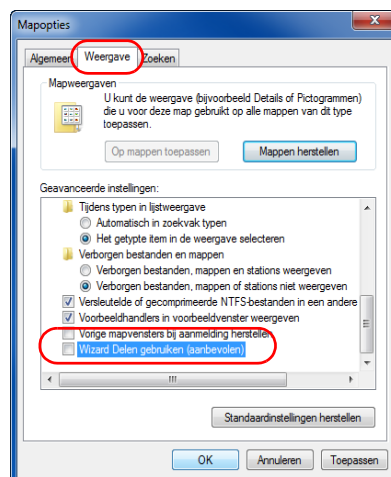 Mapopties
Algemeen Weergave Zoeken
Mapweergaven
U kunt de weergave (bijvoorbeeld Details of Pictogrammen)
die u voor deze map gebruikt op alle mappen van dit type
toepassen.
Op mappen toepassen Mappen herstellen
Geavanceerde instellingen:
Tijdens typen in lijstweergave
Automatisch in zoekvak typen
Het getypte item in de weergave selecteren
Verborgen bestanden en mappen
Verborgen bestanden, mappen en stations weergeven
Verborgen bestanden, mappen of stations niet weergeven
Versleutelde of gecomprimeerde NTFS-bestanden in een andere
Voorbeeldhandlers in voorbeeldvenster weergeven
Vorige mapvensters bij aanmelding herstellen
Wizard Delen gebruiken (aanbevolen)
Standaardinstellingen herstellen
OK Annuleren Toepassen